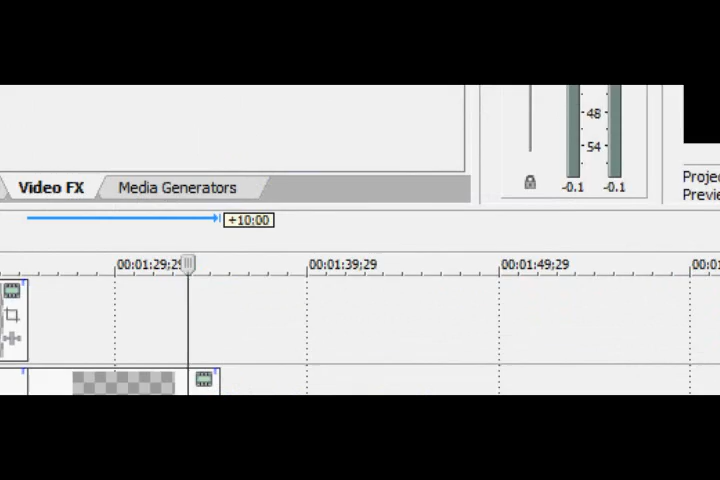 48
54
Video FX
Media Generators
-0.1
-0.1
Projec
Previe
+10:00
00:01:29;29
00:01:39;29
00:01:49;29
00:01